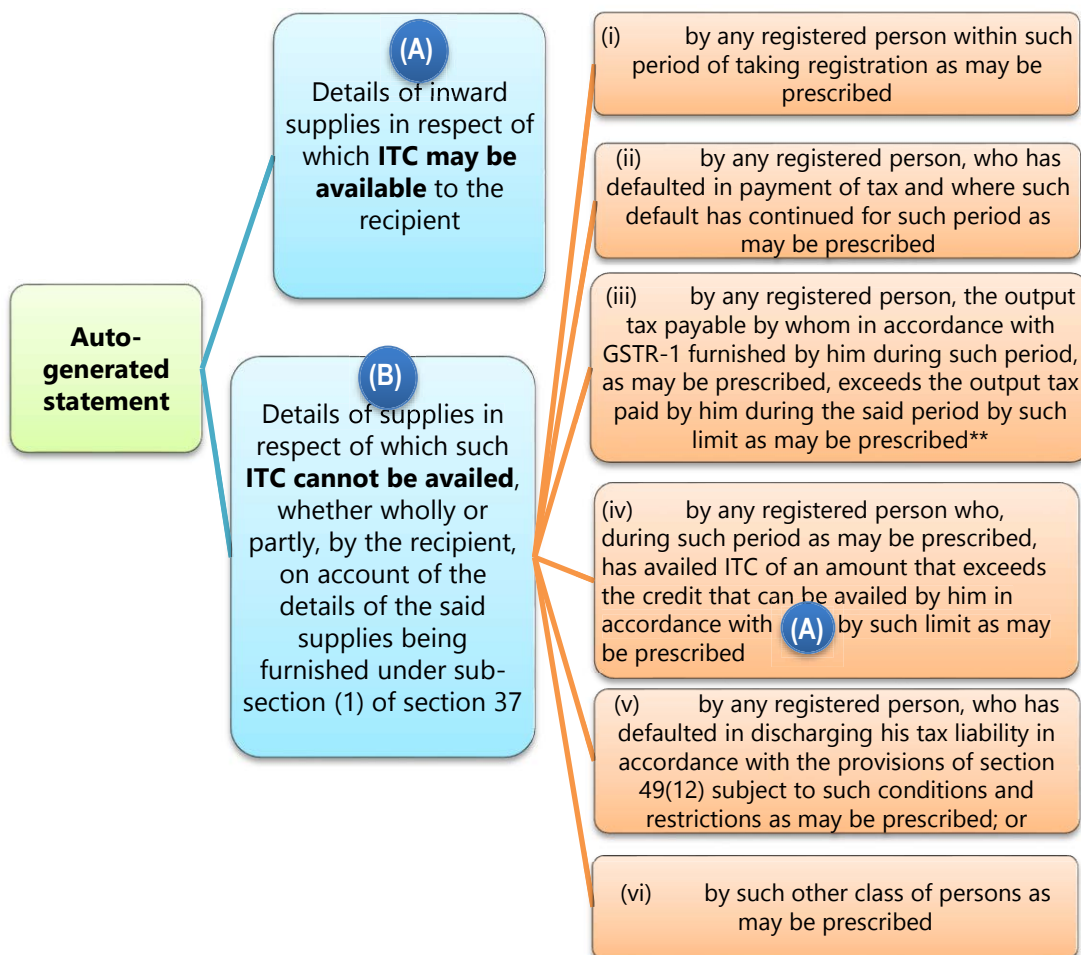 Auto-
generated
statement
(A)
Details of inward
supplies in respect of
which ITC may be
available to the
recipient
(B)
Details of supplies in
respect of which such
ITC cannot be availed,
whether wholly or
partly, by the recipient,
on account of the
details of the said
supplies being
furnished under sub-
section (1) of section 37
(i) by any registered person within such
period of taking registration as may be
prescribed
(ii) by any registered person, who has
defaulted in payment of tax and where such
default has continued for such period as
may be prescribed
(iii) by any registered person, the output
tax payable by whom in accordance with
GSTR-1 furnished by him during such period,
as may be prescribed, exceeds the output tax
paid by him during the said period by such
limit as may be prescribed**
(iv) by any registered person who,
during such period as may be prescribed,
has availed ITC of an amount that exceeds
the credit that can be availed by him in
accordance with (A) by such limit as may
be prescribed
(v) by any registered person, who has
defaulted in discharging his tax liability in
accordance with the provisions of section
49(12) subject to such conditions and
restrictions as may be prescribed; or
(vi) by such other class of persons as
may be prescribed